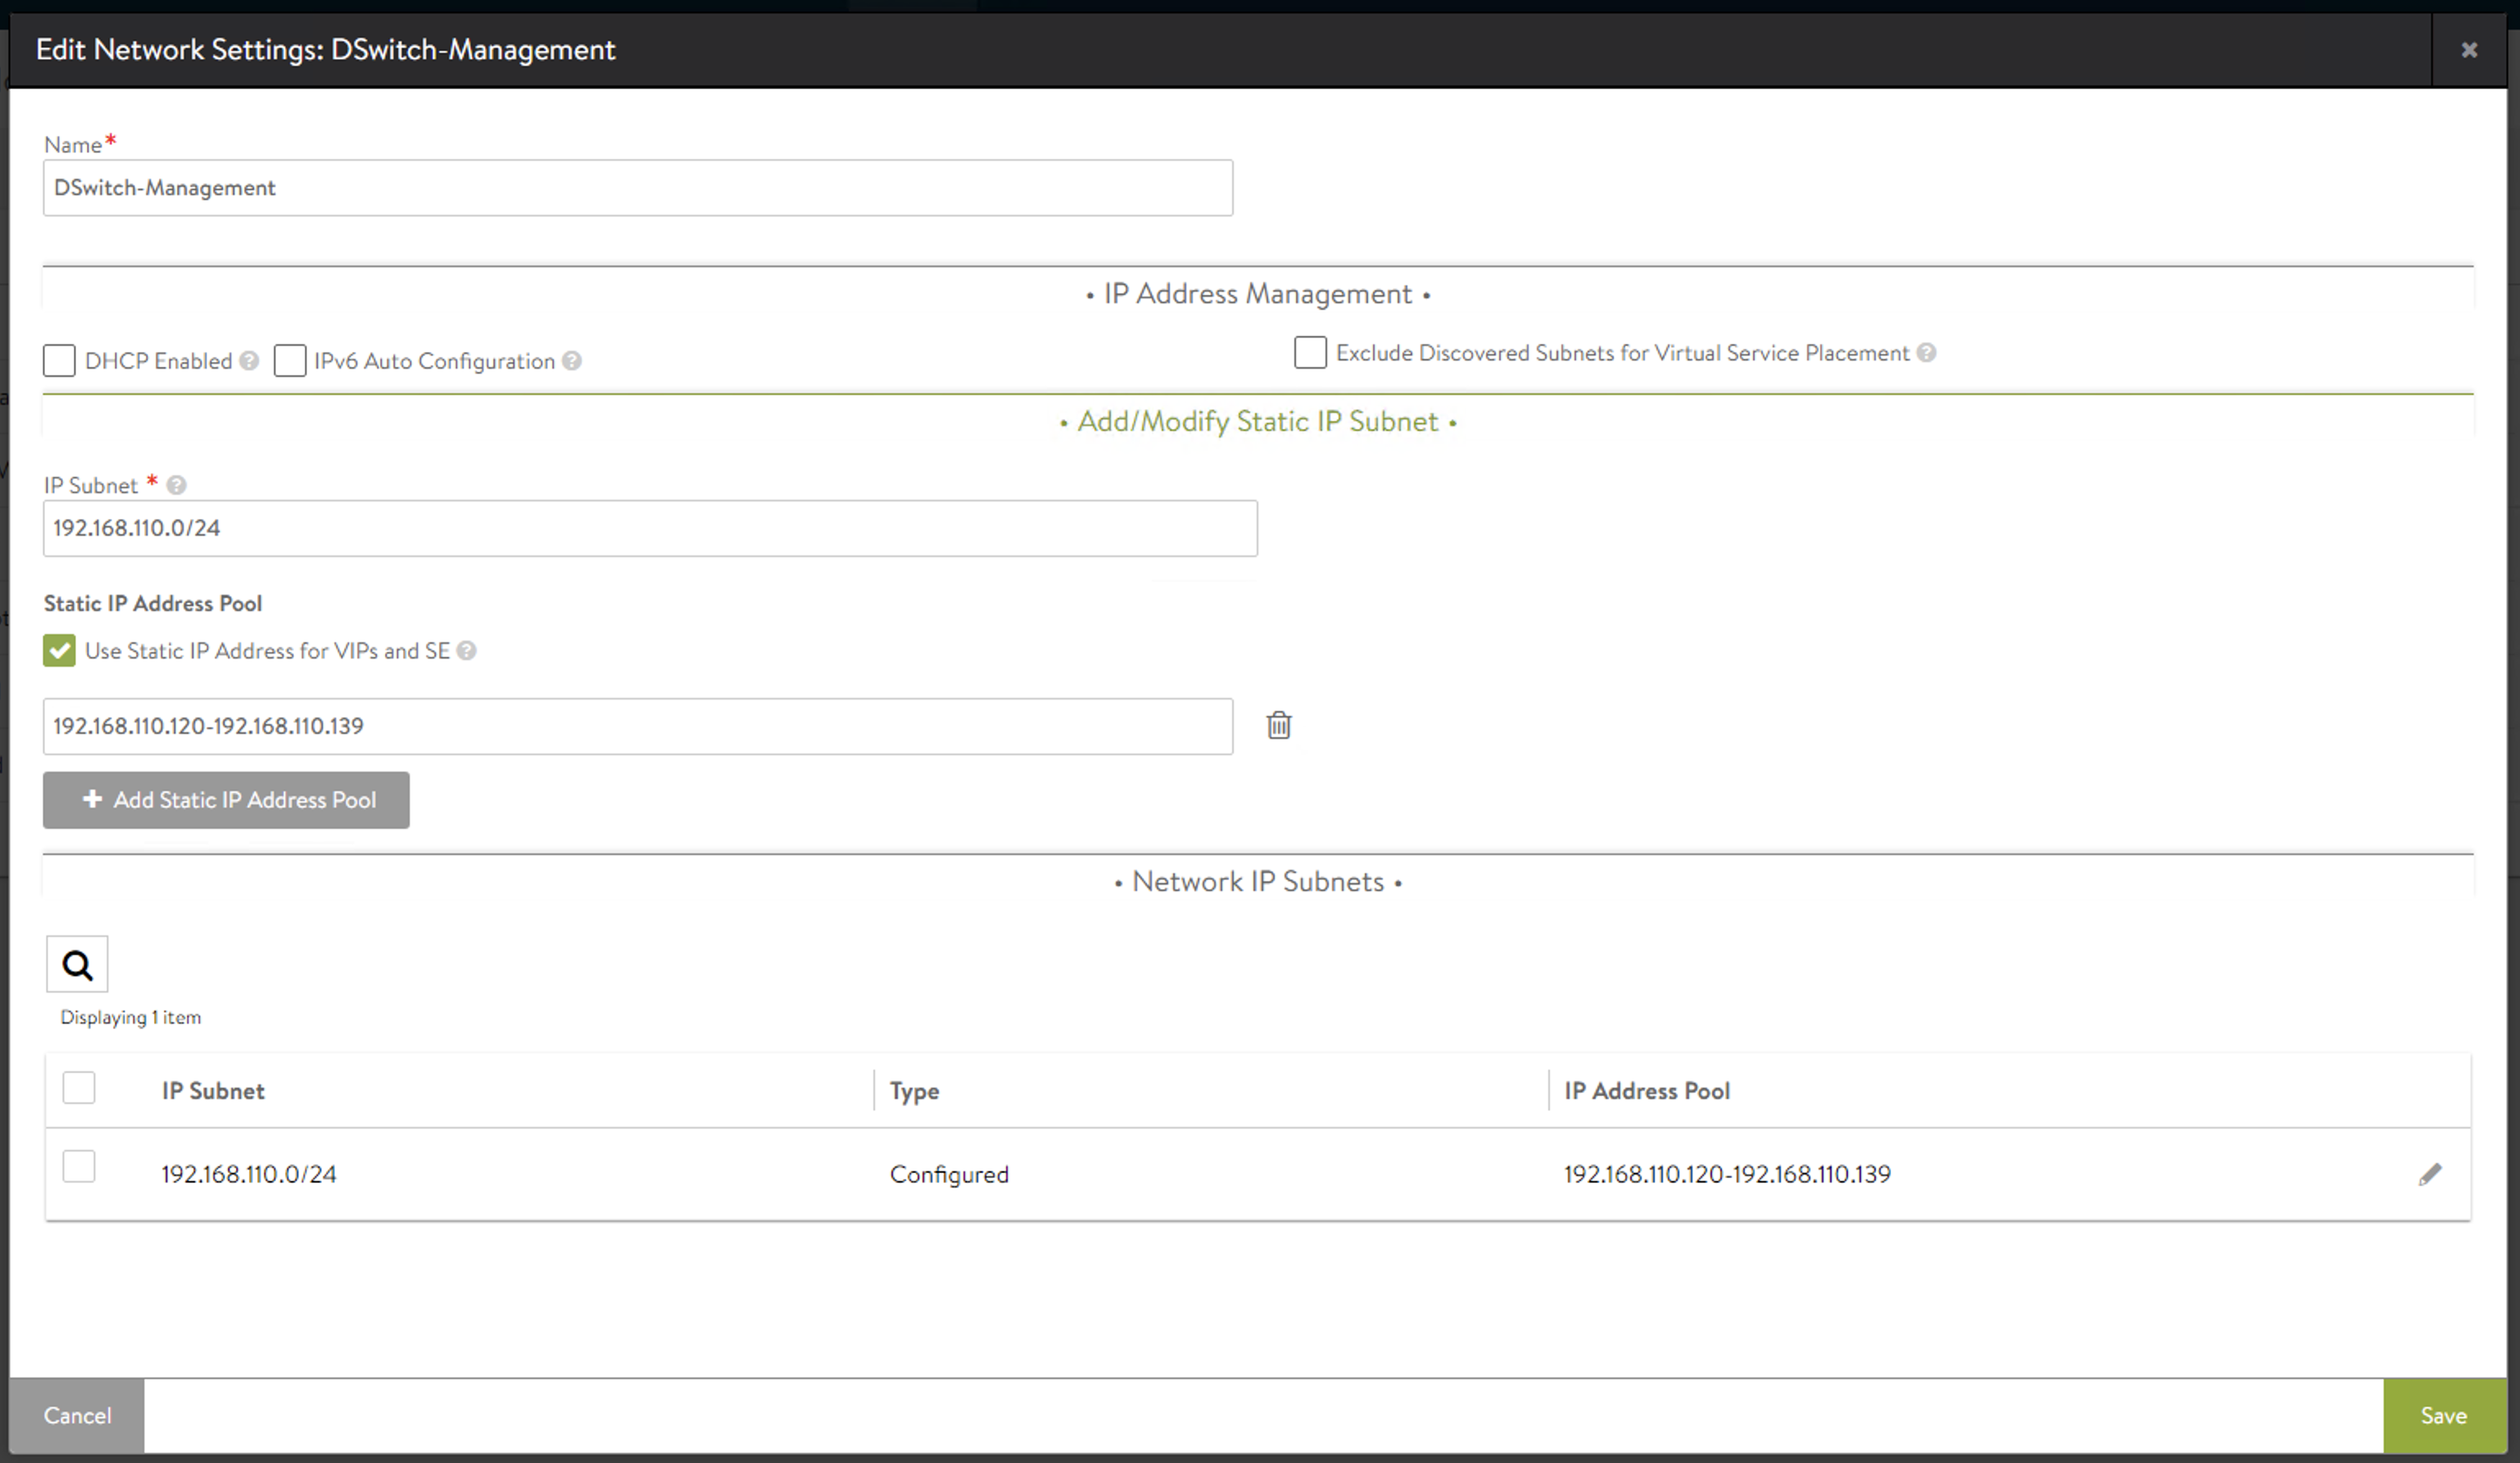 Edit Network Settings: DSwitch-Management
Name*
DSwitch-Management
• IP Address Management •
DHCP Enabled ? IPv6 Auto Configuration ? Exclude Discovered Subnets for Virtual Service Placement ?
• Add/Modify Static IP Subnet •
IP Subnet * ?
192.168.110.0/24
Static IP Address Pool
Use Static IP Address for VIPs and SE ?
192.168.110.120-192.168.110.139
+ Add Static IP Address Pool
• Network IP Subnets •
Displaying 1 item
IP Subnet Type IP Address Pool
192.168.110.0/24 Configured 192.168.110.120-192.168.110.139
Cancel Save